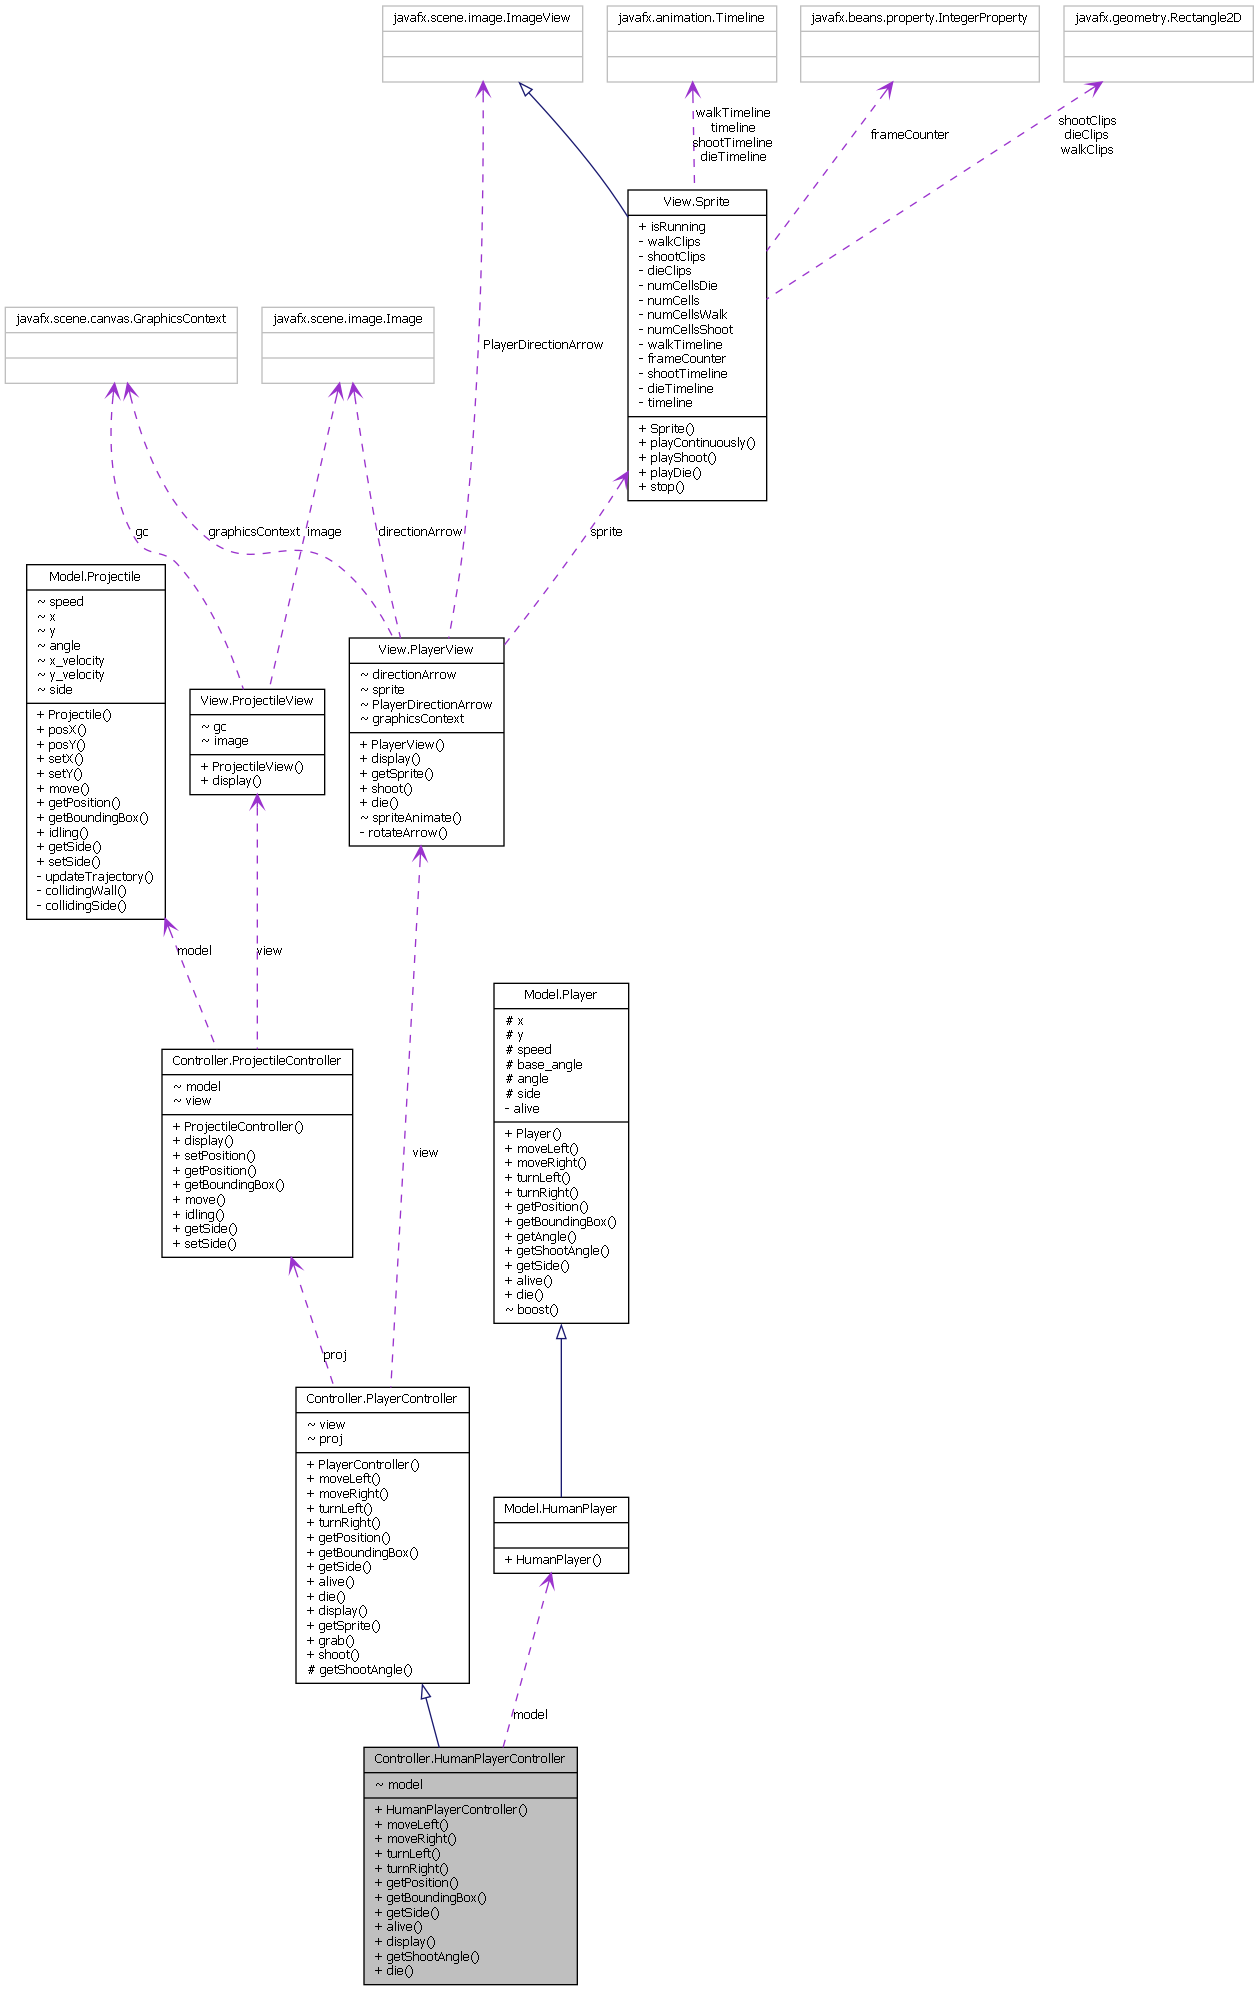 javafx.scene.image.ImageView
javafx.animation.Timeline
javafx.beans.property.IntegerProperty
javafx.geometry.Rectangle2D
walkTimeline
timeline
shootTimeline
dieTimeline
frameCounter
shootClips
dieClips
walkClips
View.Sprite
+ isRunning
- walkClips
- shootClips
- dieClips
- numCellsDie
- numCells
- numCellsWalk
- numCellsShoot
- walkTimeline
- frameCounter
- shootTimeline
- dieTimeline
- timeline
+ Sprite()
+ playContinuously()
+ playShoot()
+ playDie()
+ stop()
javafx.scene.canvas.GraphicsContext
javafx.scene.image.Image
PlayerDirectionArrow
gc
graphicsContext
image
directionArrow
sprite
Model.Projectile
~ speed
~ x
~ y
~ angle
~ x_velocity
~ y_velocity
~ side
+ Projectile()
+ posX()
+ posY()
+ setX()
+ setY()
+ move()
+ getPosition()
+ getBoundingBox()
+ idling()
+ getSide()
+ setSide()
- updateTrajectory()
- collidingWall()
- collidingSide()
View.ProjectileView
~ gc
~ image
+ ProjectileView()
+ display()
View.PlayerView
~ directionArrow
~ sprite
~ PlayerDirectionArrow
~ graphicsContext
+ PlayerView()
+ display()
+ getSprite()
+ shoot()
+ die()
~ spriteAnimate()
- rotateArrow()
model
view
view
Controller.ProjectileController
~ model
~ view
+ ProjectileController()
+ display()
+ setPosition()
+ getPosition()
+ getBoundingBox()
+ move()
+ idling()
+ getSide()
+ setSide()
Model.Player
# x
# y
# speed
# base_angle
# angle
# side
- alive
+ Player()
+ moveLeft()
+ moveRight()
+ turnLeft()
+ turnRight()
+ getPosition()
+ getBoundingBox()
+ getAngle()
+ getShootAngle()
+ getSide()
+ alive()
+ die()
~ boost()
proj
Controller.PlayerController
~ view
~ proj
+ PlayerController()
+ moveLeft()
+ moveRight()
+ turnLeft()
+ turnRight()
+ getPosition()
+ getBoundingBox()
+ getSide()
+ alive()
+ die()
+ display()
+ getSprite()
+ grab()
+ shoot()
# getShootAngle()
Model.HumanPlayer
+ HumanPlayer()
model
Controller.HumanPlayerController
~ model
+ HumanPlayerController()
+ moveLeft()
+ moveRight()
+ turnLeft()
+ turnRight()
+ getPosition()
+ getBoundingBox()
+ getSide()
+ alive()
+ display()
+ getShootAngle()
+ die()